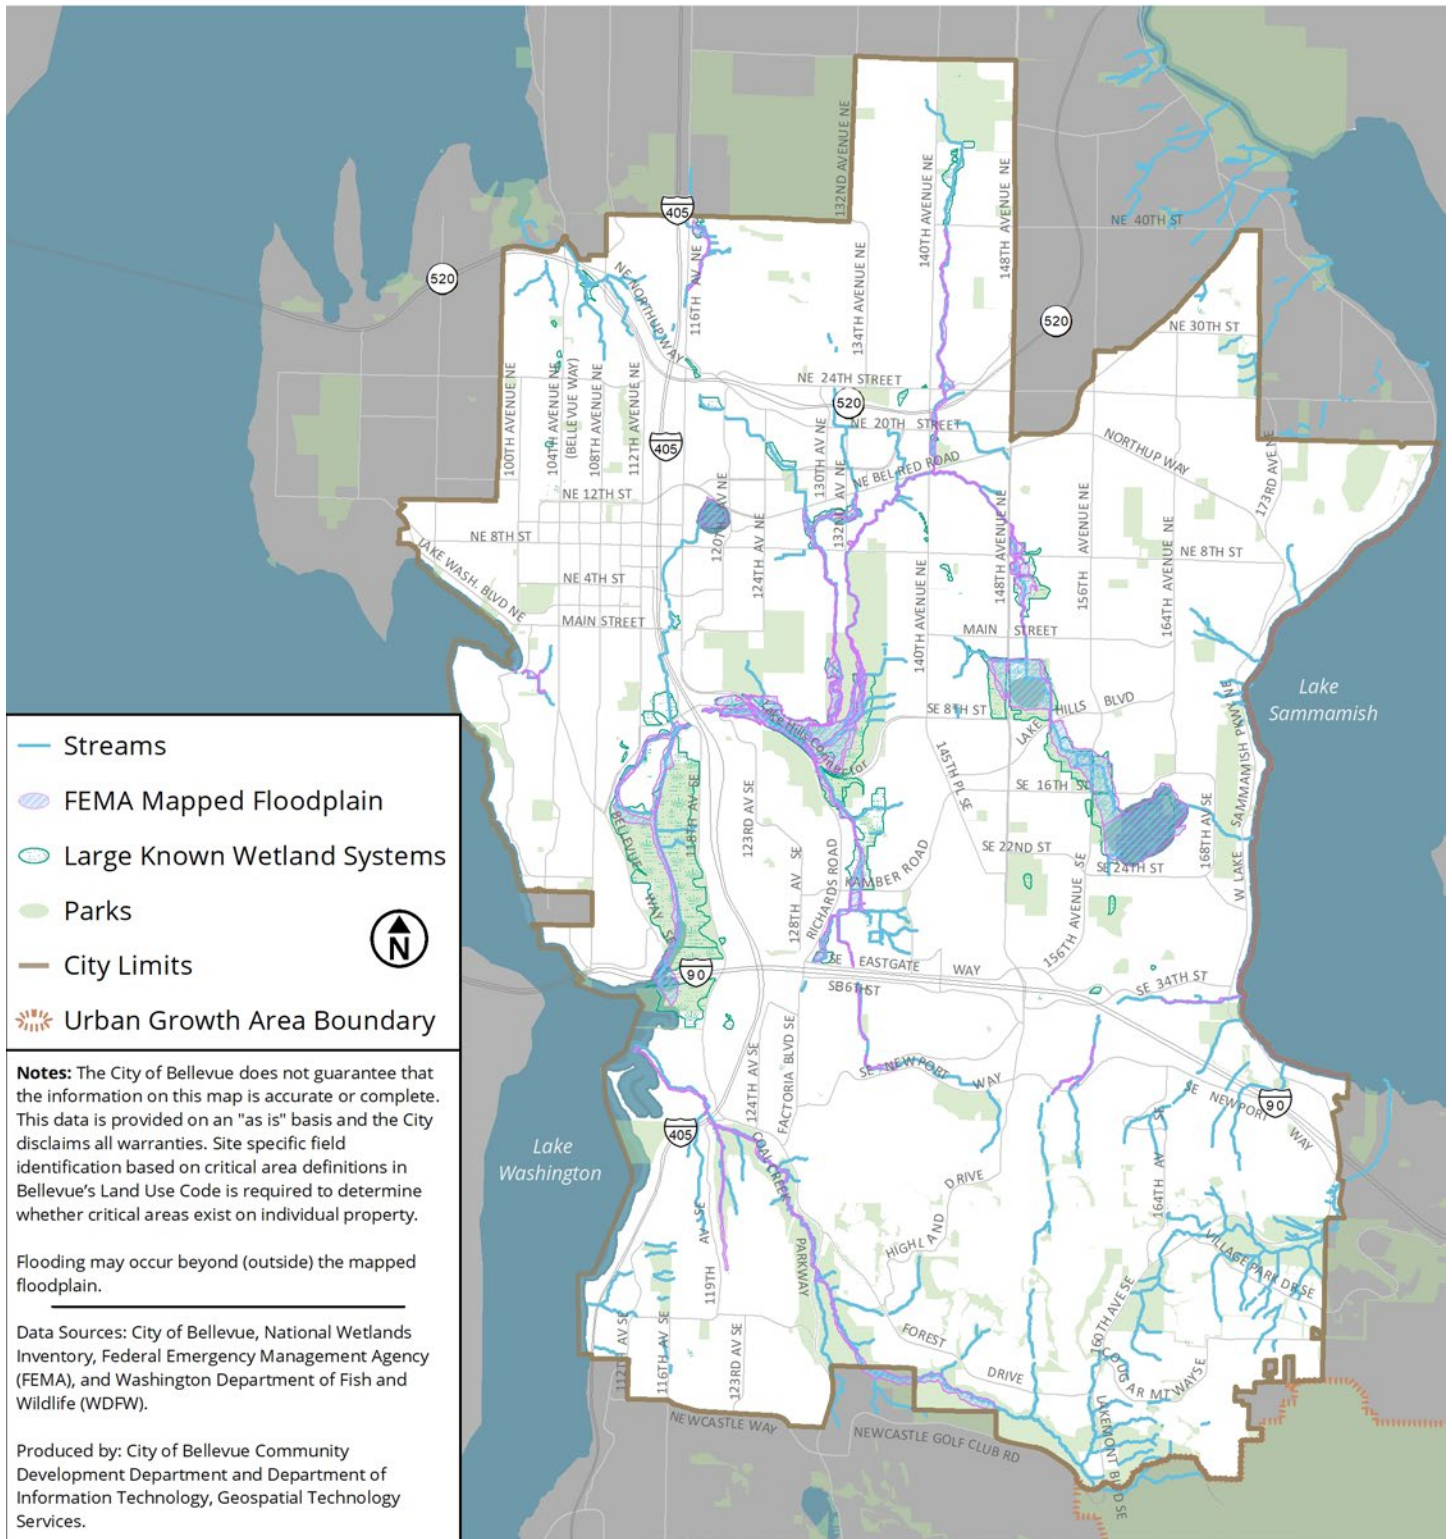 132ND AVENUE NE
140TH AVENUE NE
148TH AVENUE NE
405
NE 40TH ST
520
116TH AV NE
NE NORTHUP WAY
134TH AVENUE NE
520
NE 30TH ST
NE 24TH STREET
520
NE 20TH STREET
100TH AVENUE NE
104TH AVENUE NE
(BELLEVUE WAY)
108TH AVENUE NE
112TH AVENUE NE
405
NORTHUP WAY
173RD AVE NE
130TH AV NE
132ND AV NE
NE BEL RED ROAD
NE 12TH ST
120TH AV NE
124TH AV NE
148TH AVENUE NE
156TH AVENUE NE
164TH AVENUE NE
NE 8TH ST
NE 8TH ST
LAKE WASH. BLVD NE
NE 4TH ST
140TH AVENUE NE
MAIN STREET
MAIN STREET
Lake
Sammamish
W LAKE SAMMAMISH PKWY NE
SE 8TH ST
LAKE HILLS BLVD
Lake Hills Connector
145TH PL SE
SE 16TH ST
118TH AV SE
123RD AV SE
BELLEVUE WAY SE
128TH AV SE
RICHARDS ROAD
KAMBER ROAD
SE 22ND ST
SE 24TH ST
168TH AV SE
156TH AVENUE SE
90
SE EASTGATE WAY
SE 34TH ST
124TH AV SE
FACTORIA BLVD SE
SE NEWPORT WAY
SE NEWPORT WAY
90
405
Lake
Washington
COAL CREEK PARKWAY
164TH AV SE
HIGHLAND DRIVE
119TH AV SE
VILLAGE PARK DR SE
160TH AVE SE
FOREST DRIVE
COUGAR MT WAY SE
112TH AV SE
116TH AV SE
123RD AV SE
LAKEMONT BLVD SE
NEWCASTLE WAY
NEWCASTLE GOLF CLUB RD
Streams
FEMA Mapped Floodplain
Large Known Wetland Systems
Parks
N
City Limits
Urban Growth Area Boundary
Notes: The City of Bellevue does not guarantee that
the information on this map is accurate or complete.
This data is provided on an "as is" basis and the City
disclaims all warranties. Site specific field
identification based on critical area definitions in
Bellevue's Land Use Code is required to determine
whether critical areas exist on individual property.
Flooding may occur beyond (outside) the mapped
floodplain.
Data Sources: City of Bellevue, National Wetlands
Inventory, Federal Emergency Management Agency
(FEMA), and Washington Department of Fish and
Wildlife (WDFW).
Produced by: City of Bellevue Community
Development Department and Department of
Information Technology, Geospatial Technology
Services.